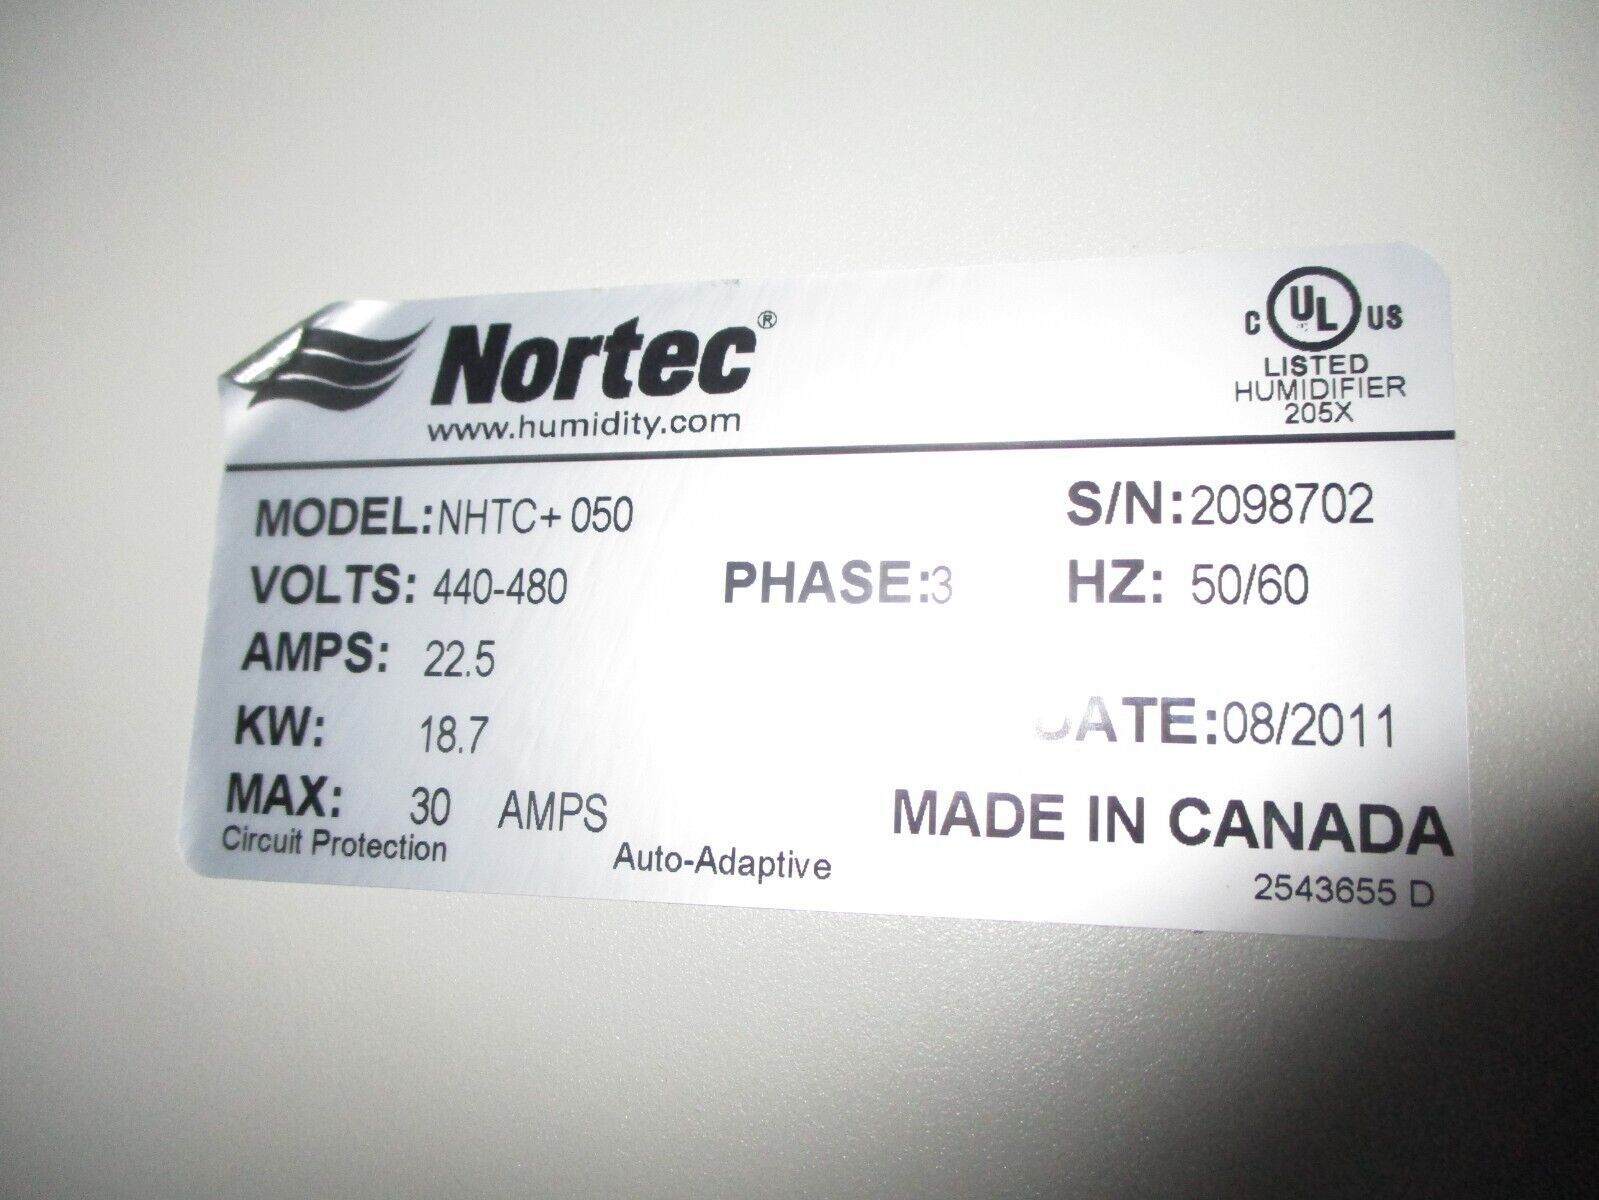 Nortec®
www.humidity.com
C UL US
LISTED
HUMIDIFIER
205X
MODEL: NHTC+ 050 S/N: 2098702
VOLTS: 440-480 PHASE: 3 HZ: 50/60
AMPS: 22.5
KW: 18.7 DATE: 08/2011
MAX: 30 AMPS MADE IN CANADA
Circuit Protection Auto-Adaptive 2543655 D